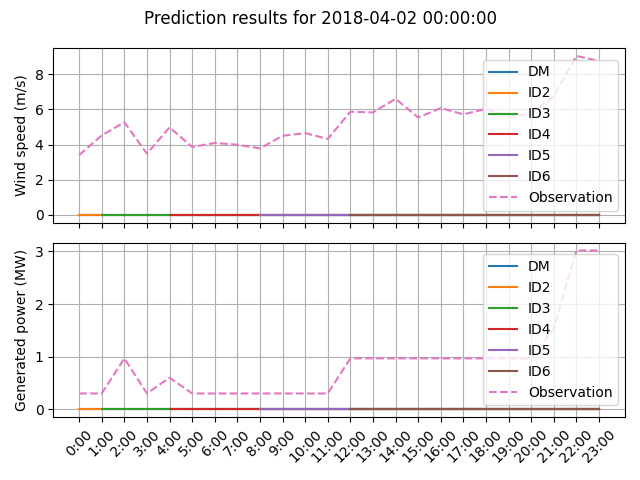 Prediction results for 2018-04-02 00:00:00
Wind speed (m/s)
8
6
4
2
0
DM
ID2
ID3
ID4
ID5
ID6
Observation
Generated power (MW)
3
2
1
0
DM
ID2
ID3
ID4
ID5
ID6
Observation
0:00 1:00 2:00 3:00 4:00 5:00 6:00 7:00 8:00 9:00 10:00 11:00 12:00 13:00 14:00 15:00 16:00 17:00 18:00 19:00 20:00 21:00 22:00 23:00